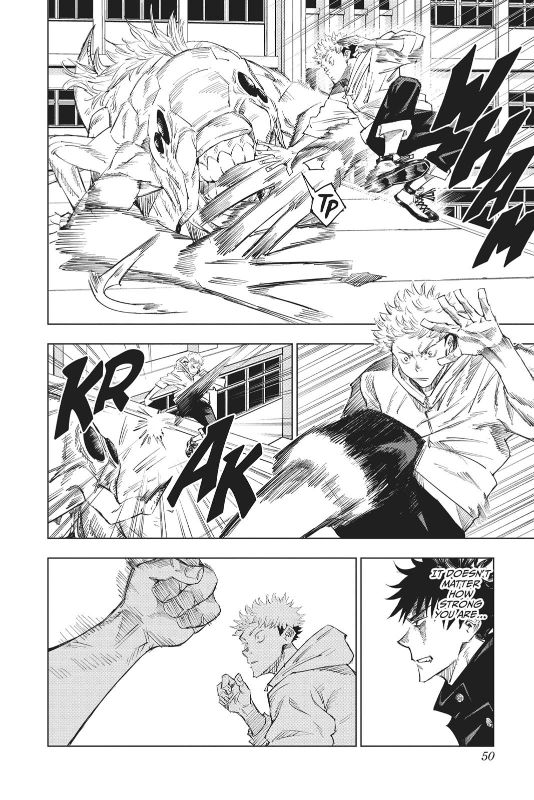 WHAM
TP
KR
AK
IT DOESN'T
MATTER
HOW
STRONG
YOU ARE...
50